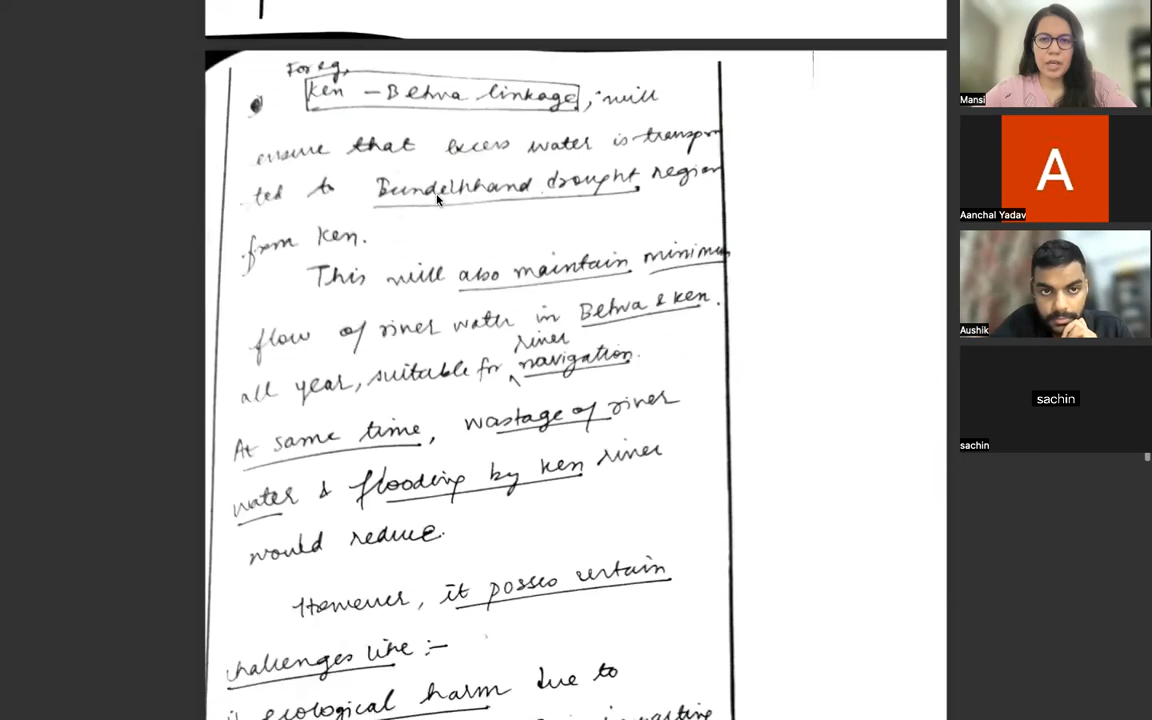 For eg,
Ken - Betwa linkage, will
ensure that excess water is transpor
ted to Bundelkhand drought region
from Ken.
This will also maintain minimum
flow of river water in Betwa & Ken.
river
all year, suitable for navigation.
At same time, wastage of river
water & flooding by Ken river
would reduce.
However, it posses certain
challenges like :-
ecological harm due to
Mansi
A
Aanchal Yadav
Aushik
sachin
sachin